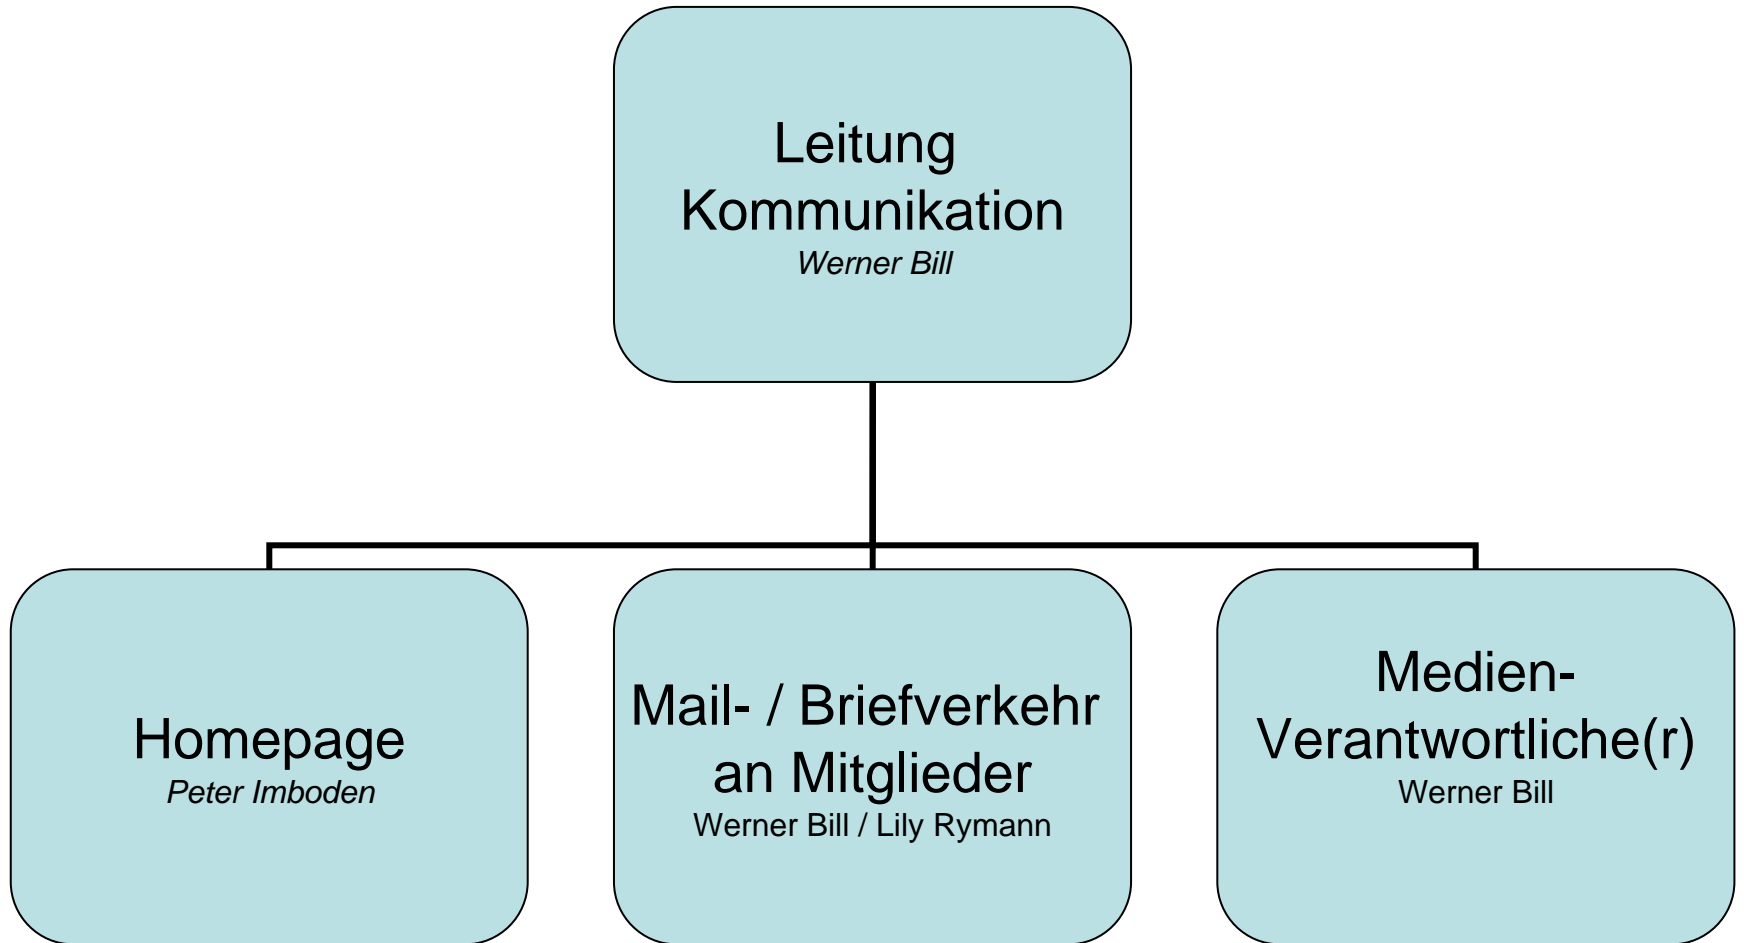 Leitung
Kommunikation
Werner Bill
Homepage
Peter Imboden
Mail- / Briefverkehr
an Mitglieder
Werner Bill / Lily Rymann
Medien-
Verantwortliche(r)
Werner Bill